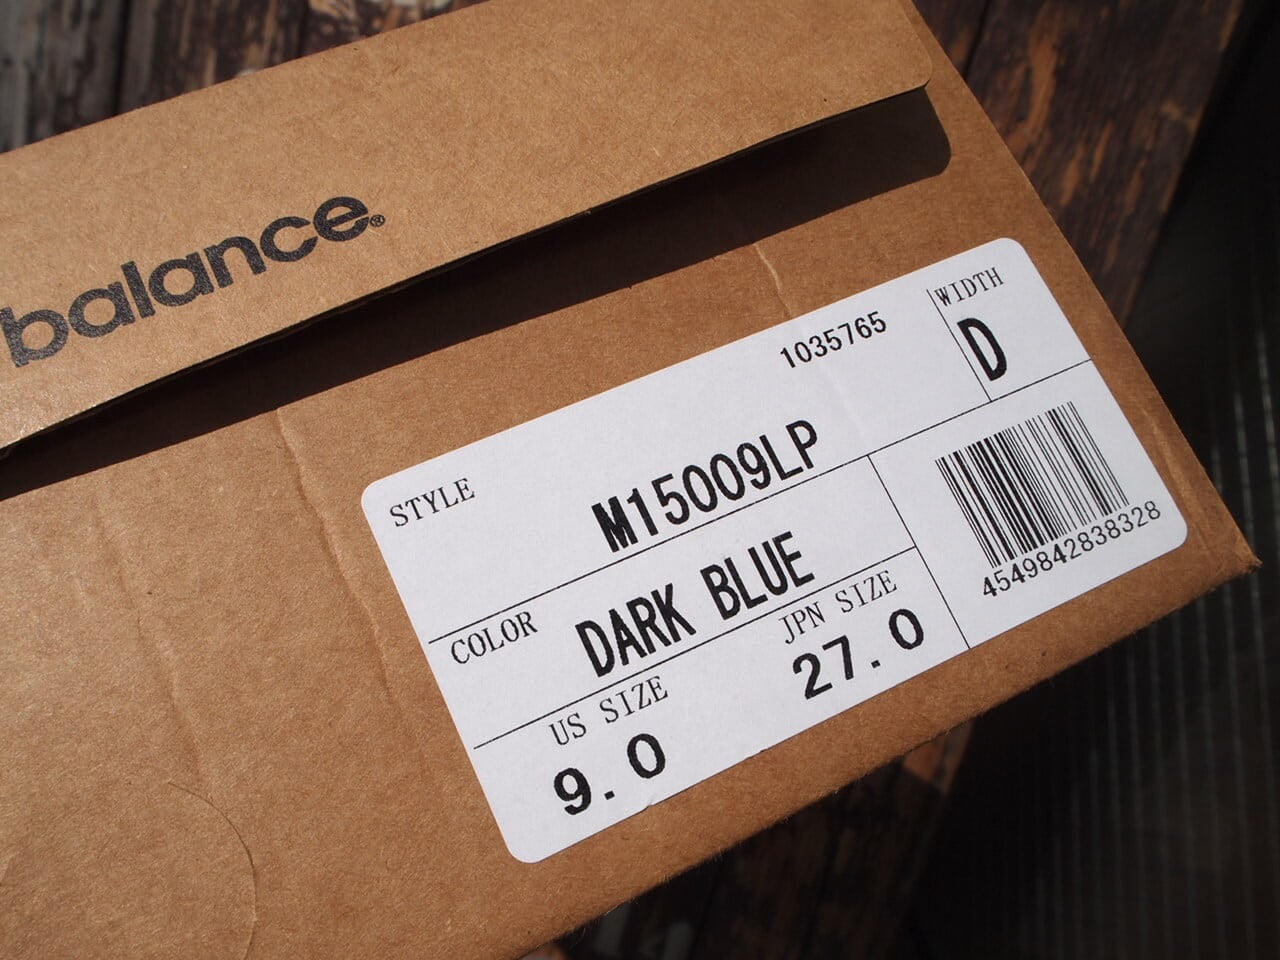 balance®
1035765
WIDTH
D
STYLE
M15009LP
COLOR
DARK BLUE
US SIZE
9.0
JPN SIZE
27.0
4549842838328